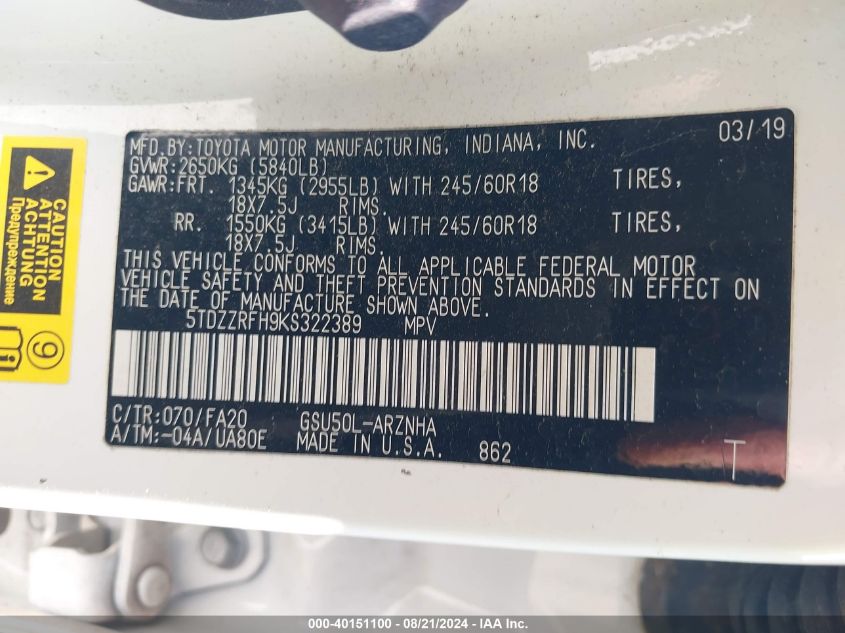 MFD.BY:TOYOTA MOTOR MANUFACTURING, INDIANA, INC. 03/19
GVWR:2650KG (5840LB)
GAWR:FRT. 1345KG (2955LB) WITH 245/60R18 TIRES,
18X7.5J RIMS.
RR. 1550KG (3415LB) WITH 245/60R18 TIRES,
18X7.5J RIMS.
THIS VEHICLE CONFORMS TO ALL APPLICABLE FEDERAL MOTOR
VEHICLE SAFETY AND THEFT PREVENTION STANDARDS IN EFFECT ON
THE DATE OF MANUFACTURE SHOWN ABOVE.
5TDZZRFH9KS322389 MPV
C/TR:070/FA20 GSU50L-ARZNHA
A/TM:-04A/UA80E MADE IN U.S.A. 862
T
CAUTION
ATTENTION
ACHTUNG
Предупреждение
9
000-40151100 - 08/21/2024 - IAA Inc.